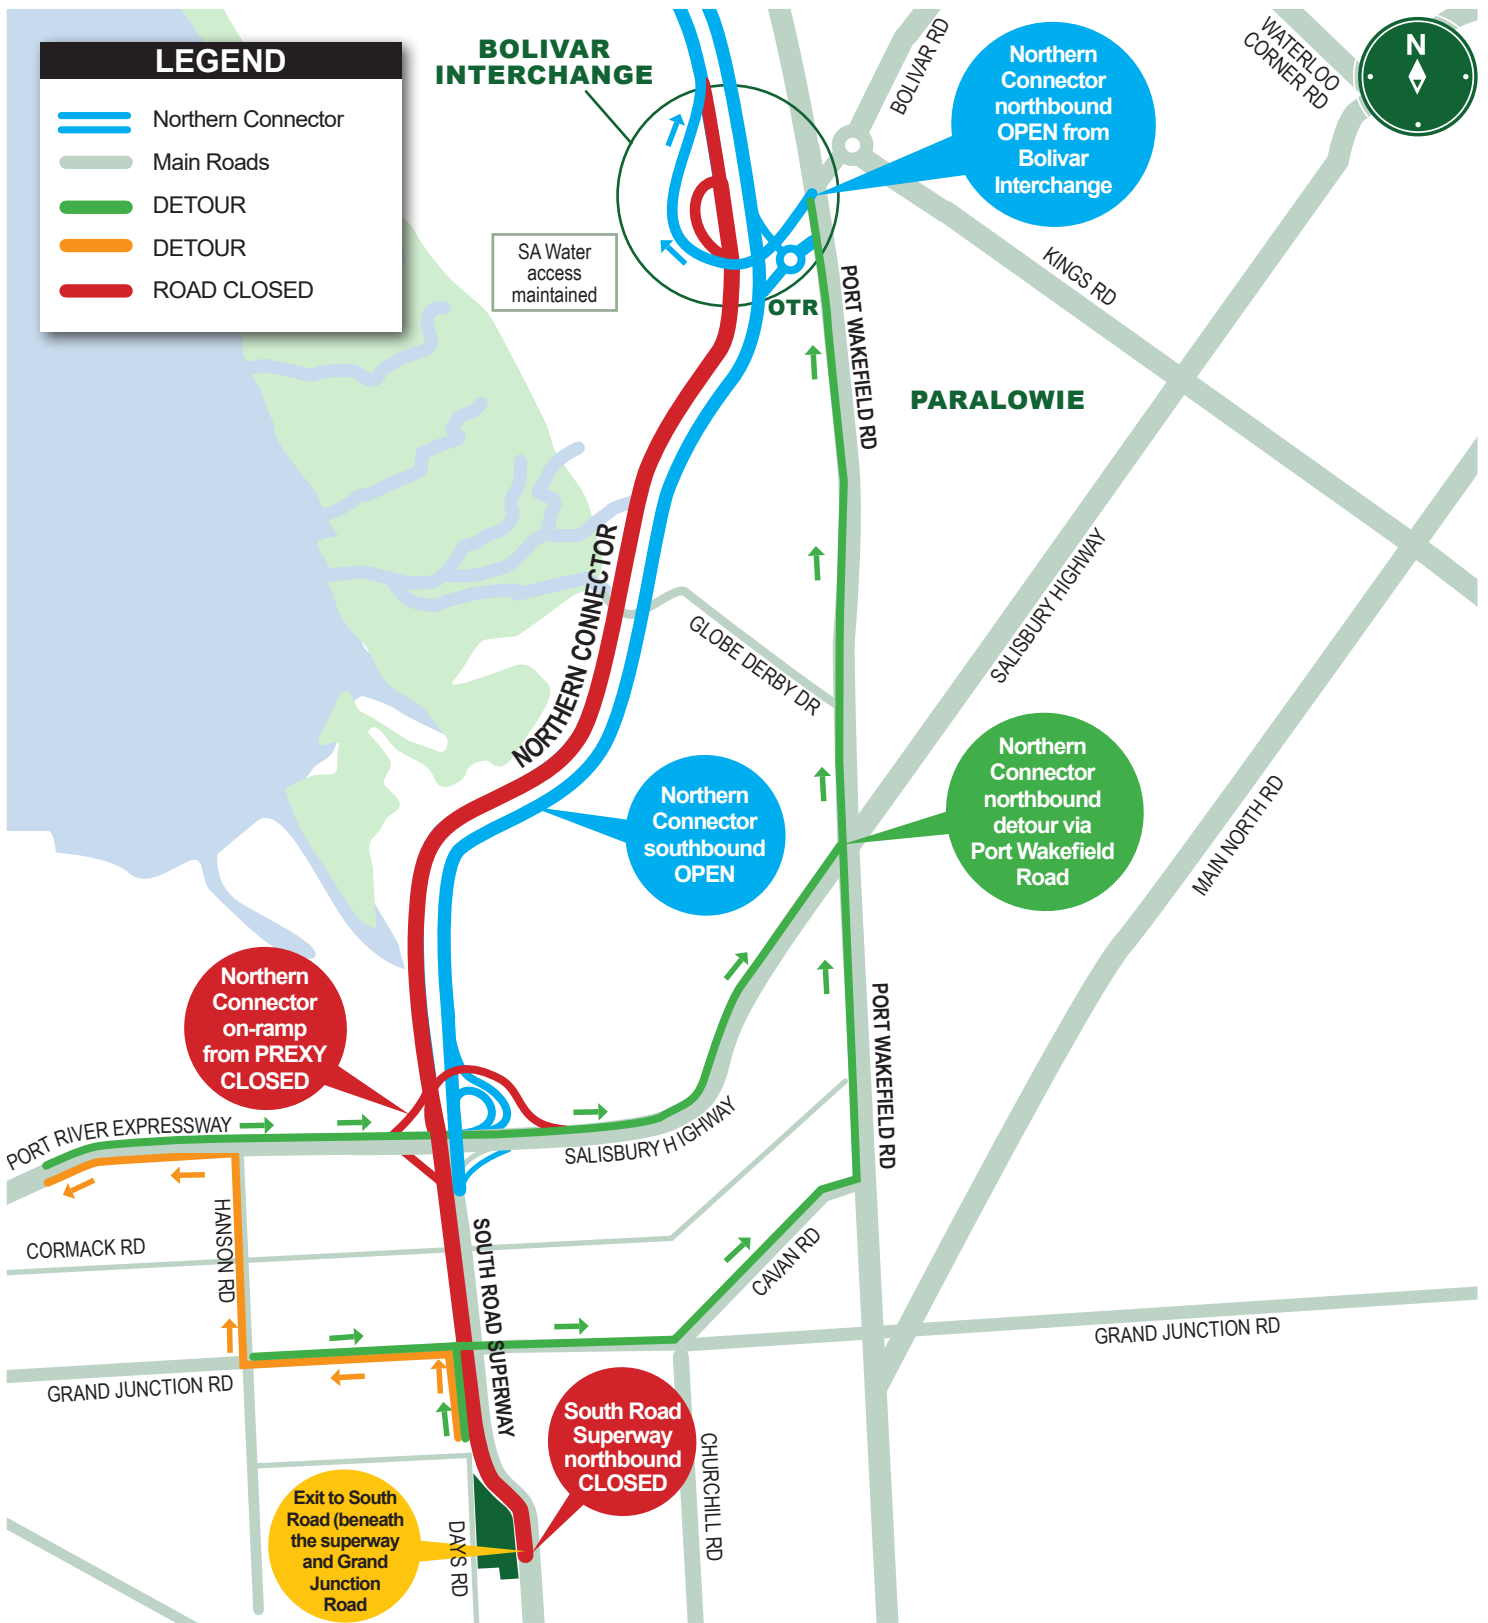 LEGEND
Northern Connector
Main Roads
DETOUR
DETOUR
ROAD CLOSED
BOLIVAR
INTERCHANGE
BOLIVAR RD
WATERLOO
CORNER RD
N
Northern
Connector
northbound
OPEN from
Bolivar
Interchange
SA Water
access
maintained
OTR
KINGS RD
PORT WAKEFIELD RD
PARALOWIE
NORTHERN CONNECTOR
GLOBE DERBY DR
SALISBURY HIGHWAY
MAIN NORTH RD
Northern
Connector
northbound
detour via
Port Wakefield
Road
Northern
Connector
southbound
OPEN
Northern
Connector
on-ramp
from PREXY
CLOSED
PORT RIVER EXPRESSWAY
SALISBURY HIGHWAY
PORT WAKEFIELD RD
CORMACK RD
HANSON RD
SOUTH ROAD SUPERWAY
CAVAN RD
GRAND JUNCTION RD
GRAND JUNCTION RD
South Road
Superway
northbound
CLOSED
CHURCHILL RD
DAYS RD
Exit to South
Road (beneath
the superway
and Grand
Junction
Road